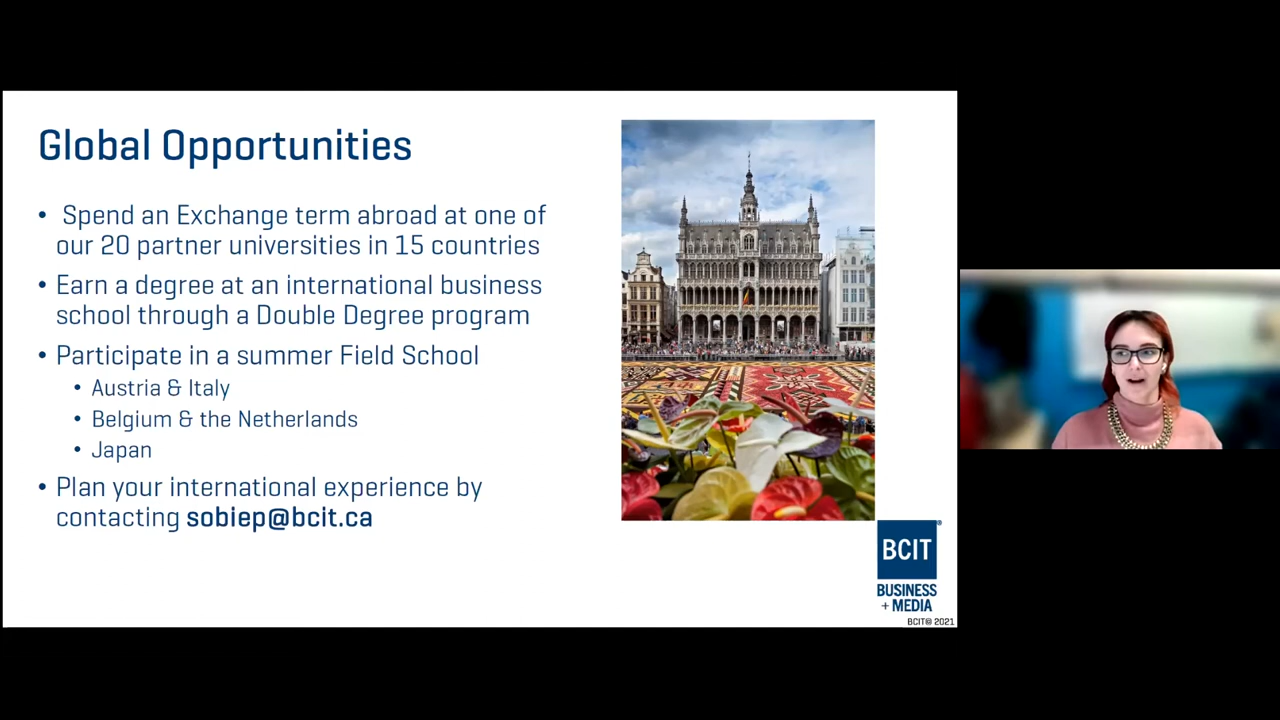 Global Opportunities
• Spend an Exchange term abroad at one of
our 20 partner universities in 15 countries
• Earn a degree at an international business
school through a Double Degree program
• Participate in a summer Field School
• Austria & Italy
• Belgium & the Netherlands
• Japan
• Plan your international experience by
contacting sobiep@bcit.ca
BCIT®
BUSINESS
+ MEDIA
BCIT© 2021